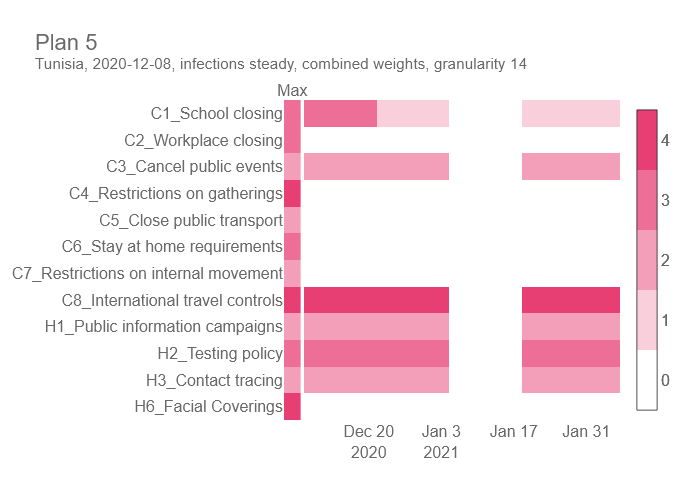 Plan 5
Tunisia, 2020-12-08, infections steady, combined weights, granularity 14
Max
C1_School closing
C2_Workplace closing
C3_Cancel public events
C4_Restrictions on gatherings
C5_Close public transport
C6_Stay at home requirements
C7_Restrictions on internal movement
C8_International travel controls
H1_Public information campaigns
H2_Testing policy
H3_Contact tracing
H6_Facial Coverings
4
3
2
1
0
Dec 20 Jan 3 Jan 17 Jan 31
2020 2021